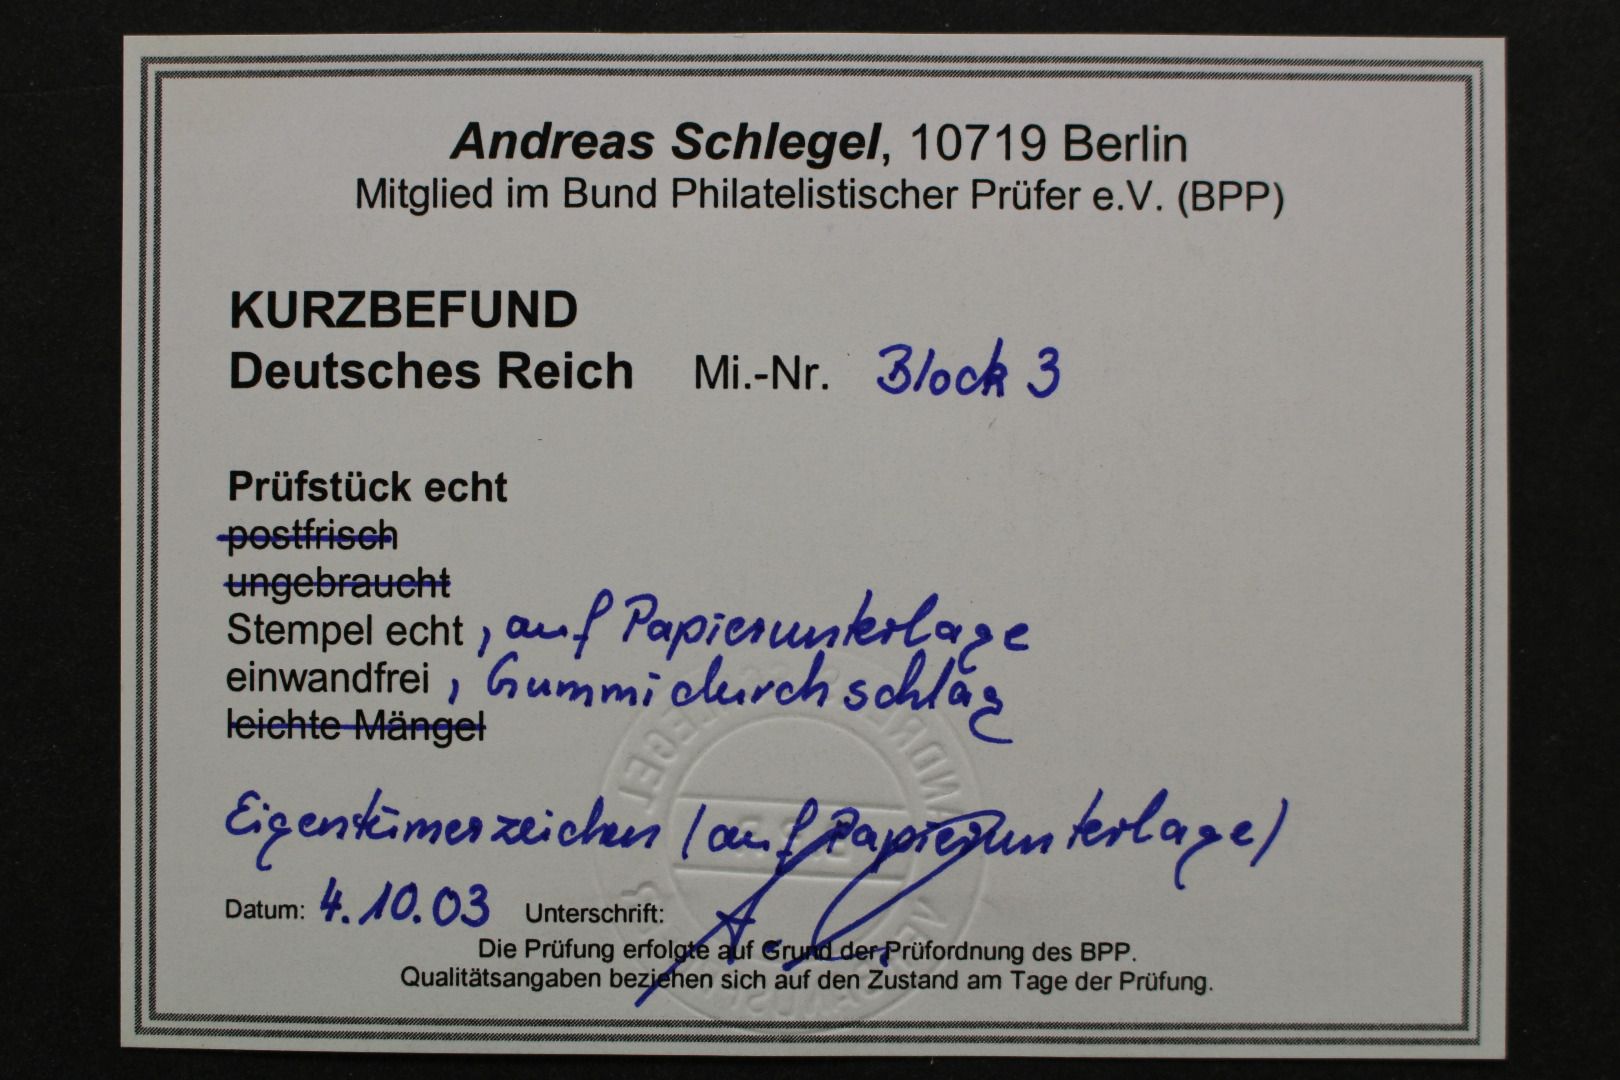 Andreas Schlegel, 10719 Berlin
Mitglied im Bund Philatelistischer Prüfer e.V. (BPP)
KURZBEFUND
Deutsches Reich Mi.-Nr. Block 3
Prüfstück echt
postfrisch
ungebraucht
Stempel echt, auf Papierunterlage
einwandfrei, Gummidurchschlag
leichte Mängel
Eigentümerzeichen (auf Papierunterlage)
Datum: 4.10.03 Unterschrift:
Die Prüfung erfolgte auf Grund der Prüfordnung des BPP.
Qualitätsangaben beziehen sich auf den Zustand am Tage der Prüfung.